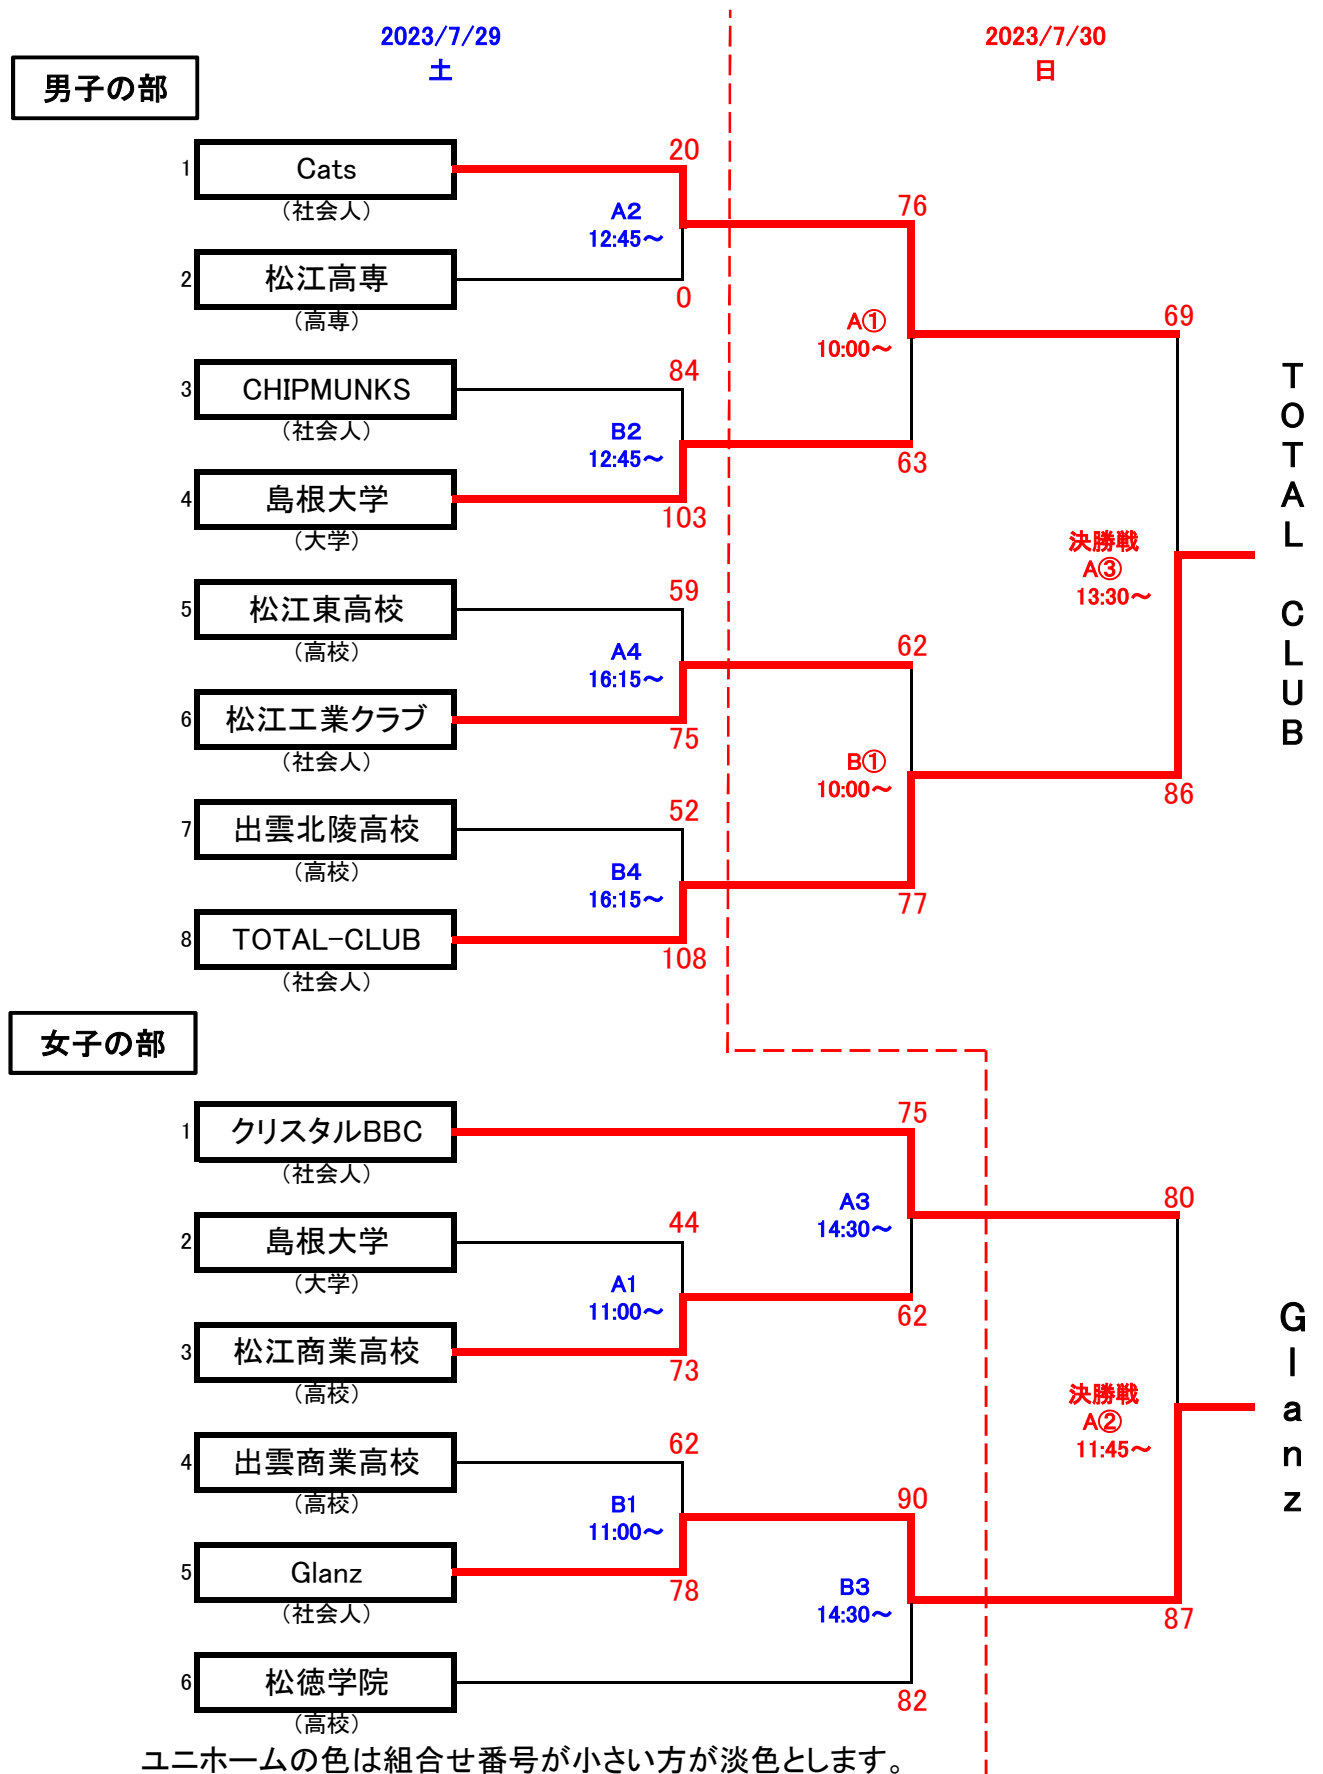 2023/7/29
土
2023/7/30
日
男子の部
1
Cats
(社会人)
20
A2
12:45～
2
松江高専
(高専)
0
76
A①
10:00～
3
CHIPMUNKS
(社会人)
84
B2
12:45～
4
島根大学
(大学)
103
63
69
決勝戦
A③
13:30～
5
松江東高校
(高校)
59
A4
16:15～
6
松江工業クラブ
(社会人)
75
62
B①
10:00～
7
出雲北陵高校
(高校)
52
B4
16:15～
8
TOTAL-CLUB
(社会人)
108
77
86
TOTAL CLUB
女子の部
1
クリスタルBBC
(社会人)
75
A3
14:30～
2
島根大学
(大学)
44
A1
11:00～
3
松江商業高校
(高校)
73
62
80
決勝戦
A②
11:45～
4
出雲商業高校
(高校)
62
B1
11:00～
5
Glanz
(社会人)
78
90
B3
14:30～
6
松徳学院
(高校)
82
87
Glanz
ユニホームの色は組合せ番号が小さい方が淡色とします。